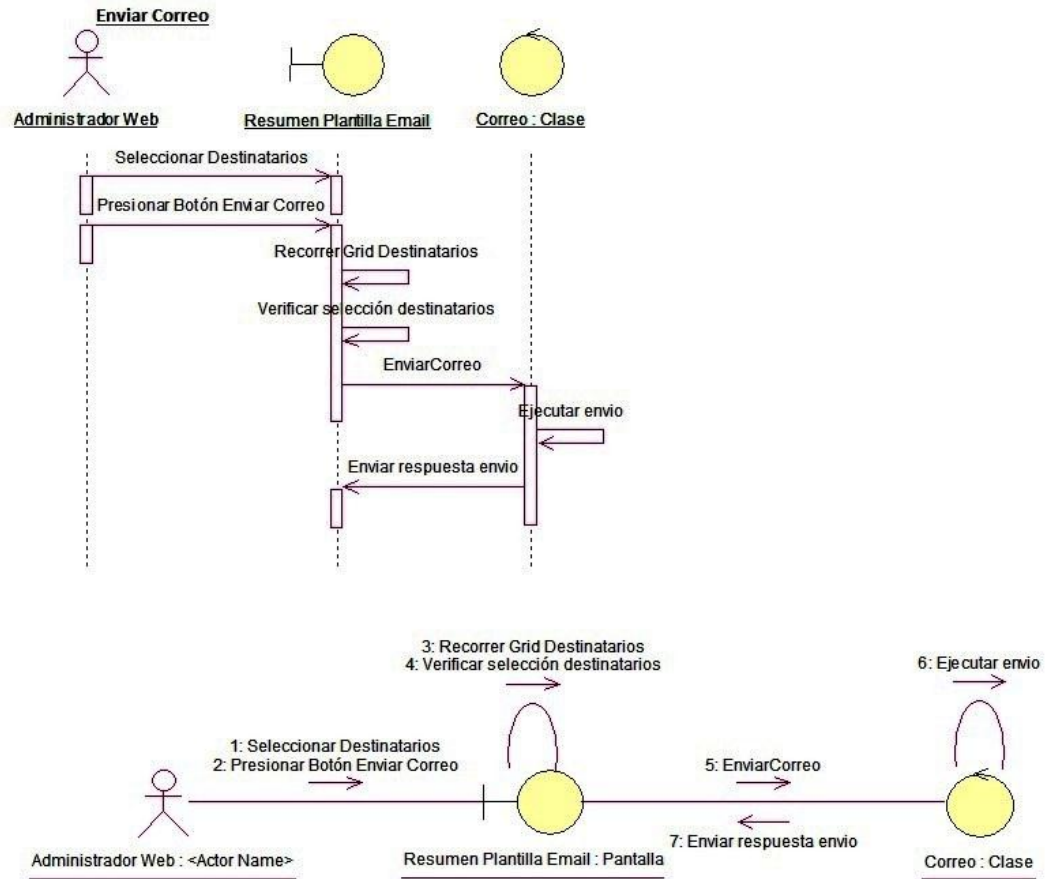 Enviar Correo
Administrador Web
Resumen Plantilla Email
Correo : Clase
Seleccionar Destinatarios
Presionar Botón Enviar Correo
Recorrer Grid Destinatarios
Verificar selección destinatarios
EnviarCorreo
Ejecutar envio
Enviar respuesta envio
3: Recorrer Grid Destinatarios
4: Verificar selección destinatarios
6: Ejecutar envio
1: Seleccionar Destinatarios
2: Presionar Botón Enviar Correo
5: EnviarCorreo
7: Enviar respuesta envio
Administrador Web : <Actor Name>
Resumen Plantilla Email : Pantalla
Correo : Clase